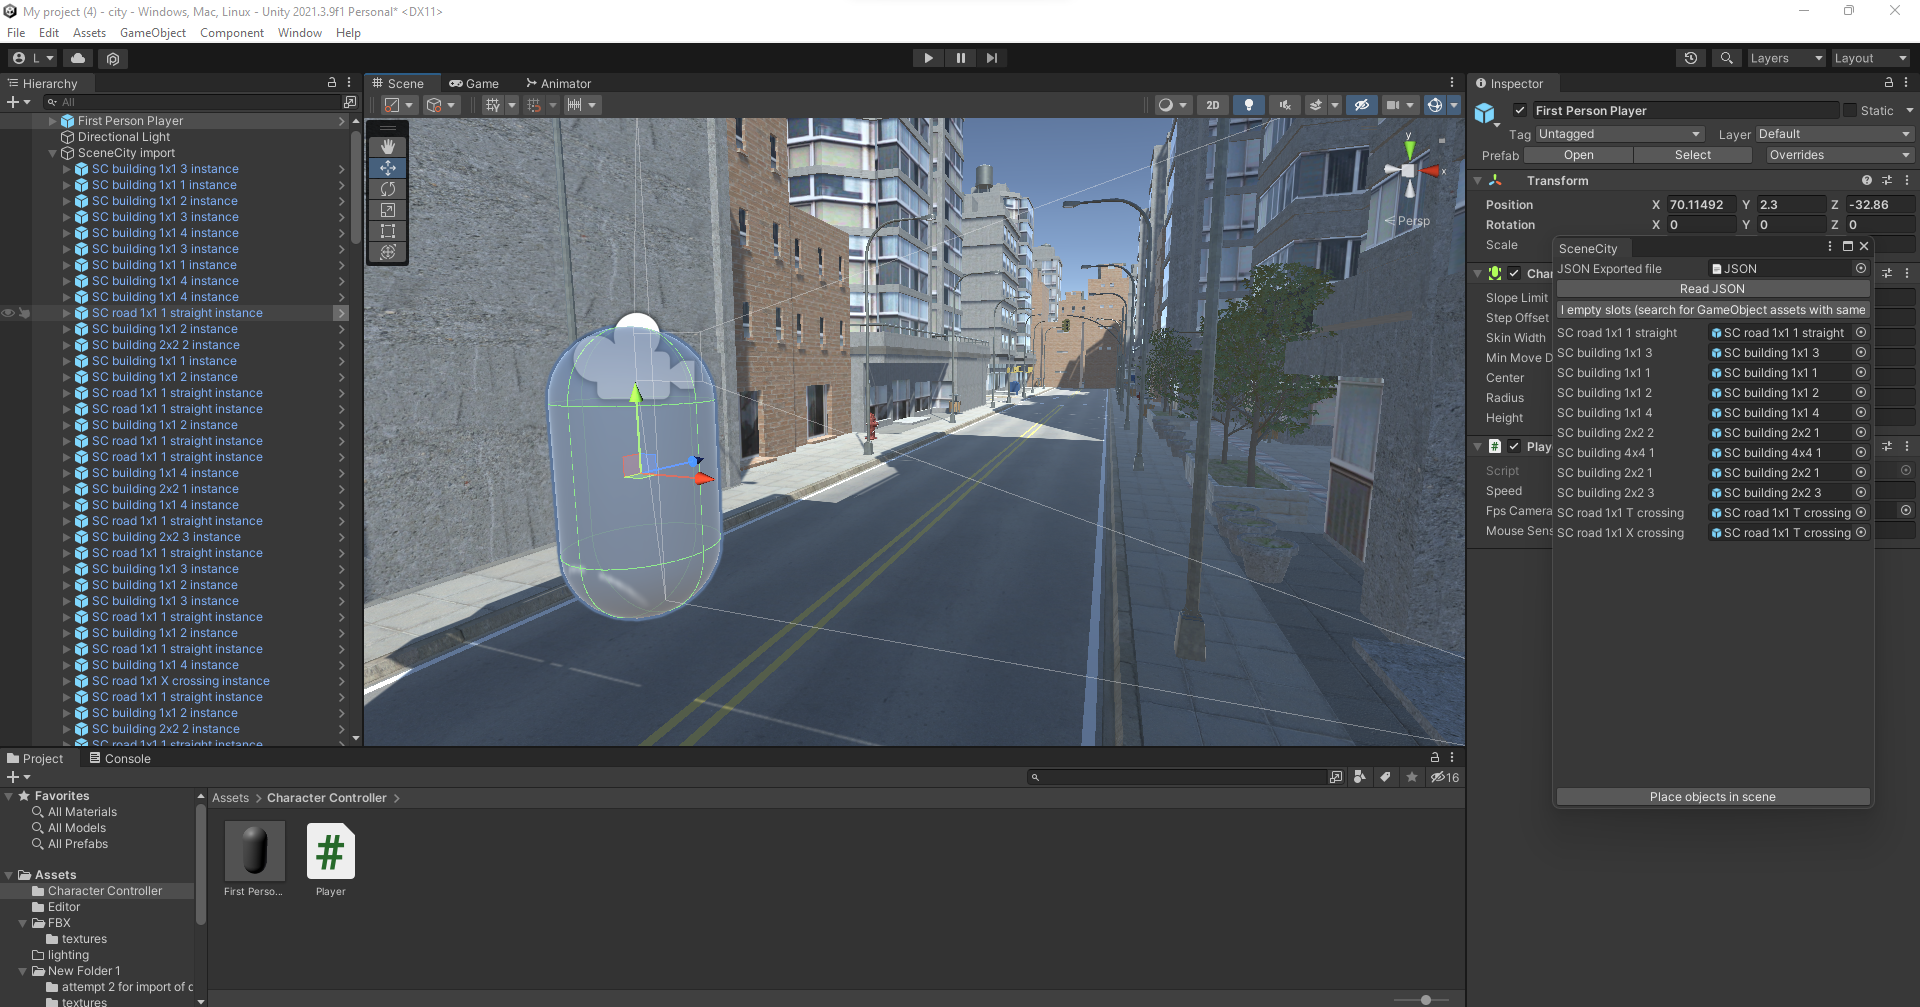 My project (4) - city - Windows, Mac, Linux - Unity 2021.3.9f1 Personal* <DX11>
File Edit Assets GameObject Component Window Help
L
Layers
Layout
Hierarchy
All
First Person Player
Directional Light
SceneCity import
SC building 1x1 3 instance
SC building 1x1 1 instance
SC building 1x1 2 instance
SC building 1x1 3 instance
SC building 1x1 4 instance
SC building 1x1 3 instance
SC building 1x1 1 instance
SC building 1x1 4 instance
SC building 1x1 4 instance
SC road 1x1 1 straight instance
SC building 1x1 2 instance
SC building 2x2 2 instance
SC building 1x1 1 instance
SC building 1x1 2 instance
SC road 1x1 1 straight instance
SC road 1x1 1 straight instance
SC building 1x1 2 instance
SC road 1x1 1 straight instance
SC road 1x1 1 straight instance
SC building 1x1 4 instance
SC building 2x2 1 instance
SC building 1x1 4 instance
SC road 1x1 1 straight instance
SC building 2x2 3 instance
SC road 1x1 1 straight instance
SC building 1x1 3 instance
SC building 1x1 2 instance
SC building 1x1 3 instance
SC road 1x1 1 straight instance
SC building 1x1 2 instance
SC road 1x1 1 straight instance
SC building 1x1 4 instance
SC road 1x1 X crossing instance
SC road 1x1 1 straight instance
SC building 1x1 2 instance
SC building 2x2 2 instance
SC road 1x1 1 straight instance
Scene Game Animator
2D
y
x
Persp
Inspector
First Person Player Static
Tag Untagged Layer Default
Prefab Open Select Overrides
Transform
Position X 70.11492 Y 2.3 Z -32.86
Rotation X 0 Y 0 Z 0
Scale
Char
Slope Limit
Step Offset
Skin Width
Min Move D
Center
Radius
Height
Play
Script
Speed
Fps Camera
Mouse Sens
SceneCity
JSON Exported file JSON
Read JSON
l empty slots (search for GameObject assets with same
SC road 1x1 1 straight SC road 1x1 1 straight
SC building 1x1 3 SC building 1x1 3
SC building 1x1 1 SC building 1x1 1
SC building 1x1 2 SC building 1x1 2
SC building 1x1 4 SC building 1x1 4
SC building 2x2 2 SC building 2x2 1
SC building 4x4 1 SC building 4x4 1
SC building 2x2 1 SC building 2x2 1
SC building 2x2 3 SC building 2x2 3
SC road 1x1 T crossing SC road 1x1 T crossing
SC road 1x1 X crossing SC road 1x1 T crossing
Place objects in scene
Project Console
16
Favorites
All Materials
All Models
All Prefabs
Assets
Character Controller
Editor
FBX
textures
lighting
New Folder 1
attempt 2 for import of c
textures
Assets > Character Controller >
First Perso...
#
Player